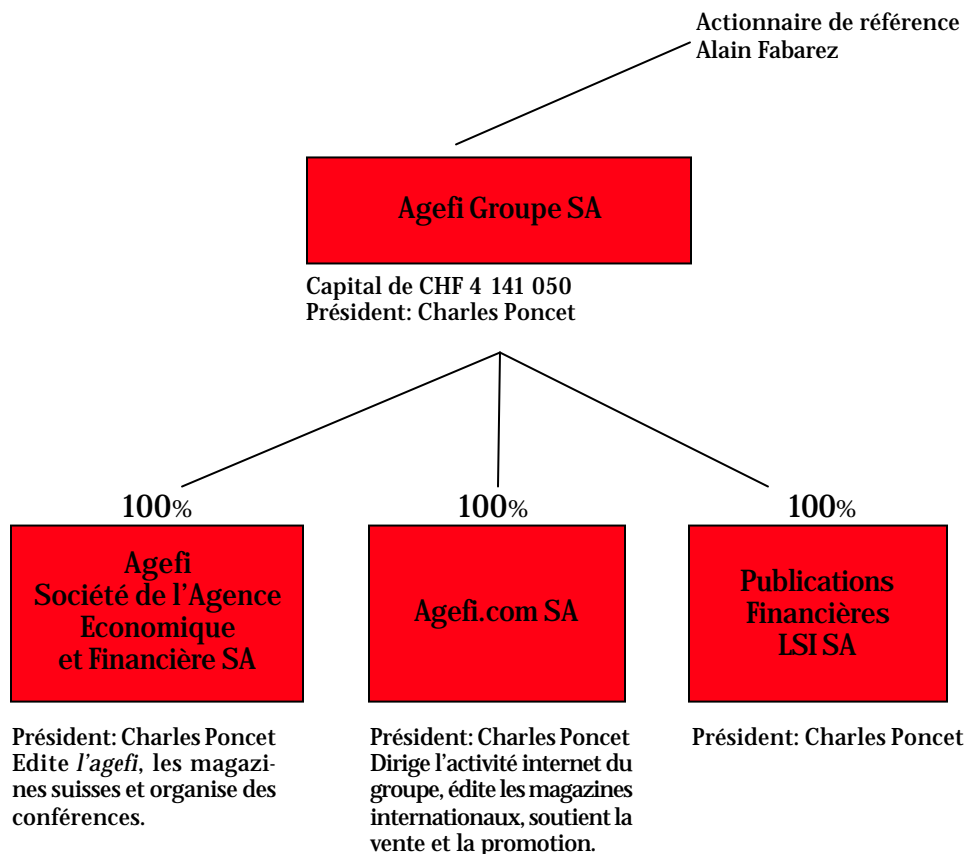 Actionnaire de référence
Alain Fabarez
Agefi Groupe SA
Capital de CHF 4 141 050
Président: Charles Poncet
100%
Agefi
Société de l’Agence
Economique
et Financière SA
Président: Charles Poncet
Edite l’agefi, les magazi-
nes suisses et organise des
conférences.
100%
Agefi.com SA
Président: Charles Poncet
Dirige l’activité internet du
groupe, édite les magazines
internationaux, soutient la
vente et la promotion.
100%
Publications
Financières
LSI SA
Président: Charles Poncet